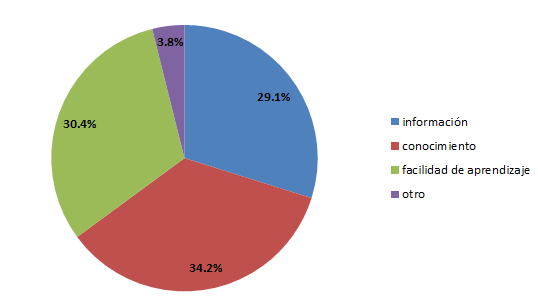 3.8%
29.1%
30.4%
34.2%
información
conocimiento
facilidad de aprendizaje
otro